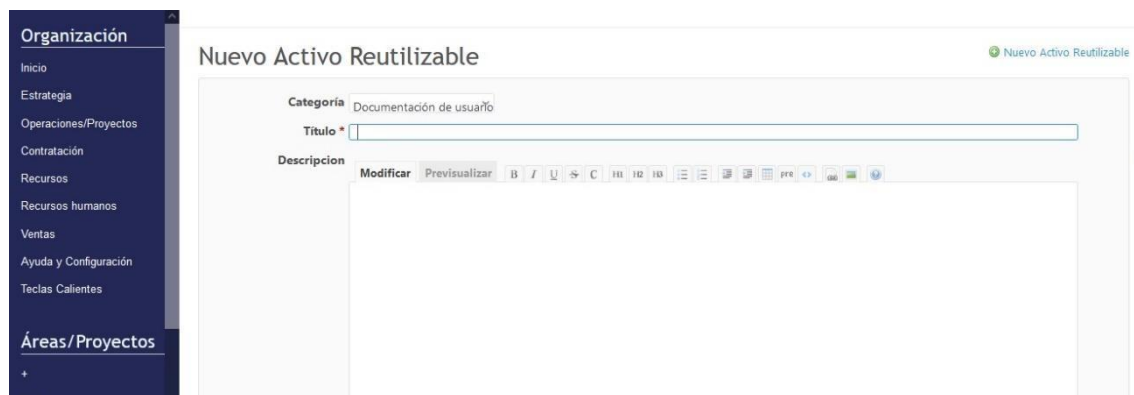 Organización
Inicio
Estrategia
Operaciones/Proyectos
Contratación
Recursos
Recursos humanos
Ventas
Ayuda y Configuración
Teclas Calientes
Áreas/Proyectos
+
Nuevo Activo Reutilizable
Nuevo Activo Reutilizable
Categoría Documentación de usuario
Título *
Descripcion
Modificar Previsualizar B I U S C H1 H2 H3 pre <>